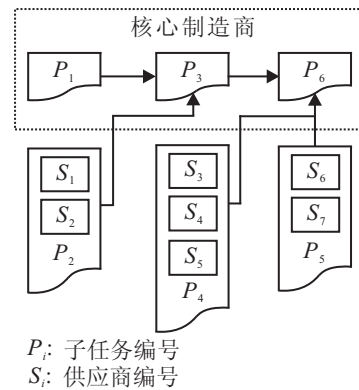 核心制造商
P₁ P₃ P₆
S₁ S₃ S₆
S₂ S₄ S₇
P₂ S₅ P₅
P₄
Pᵢ: 子任务编号
Sᵢ: 供应商编号